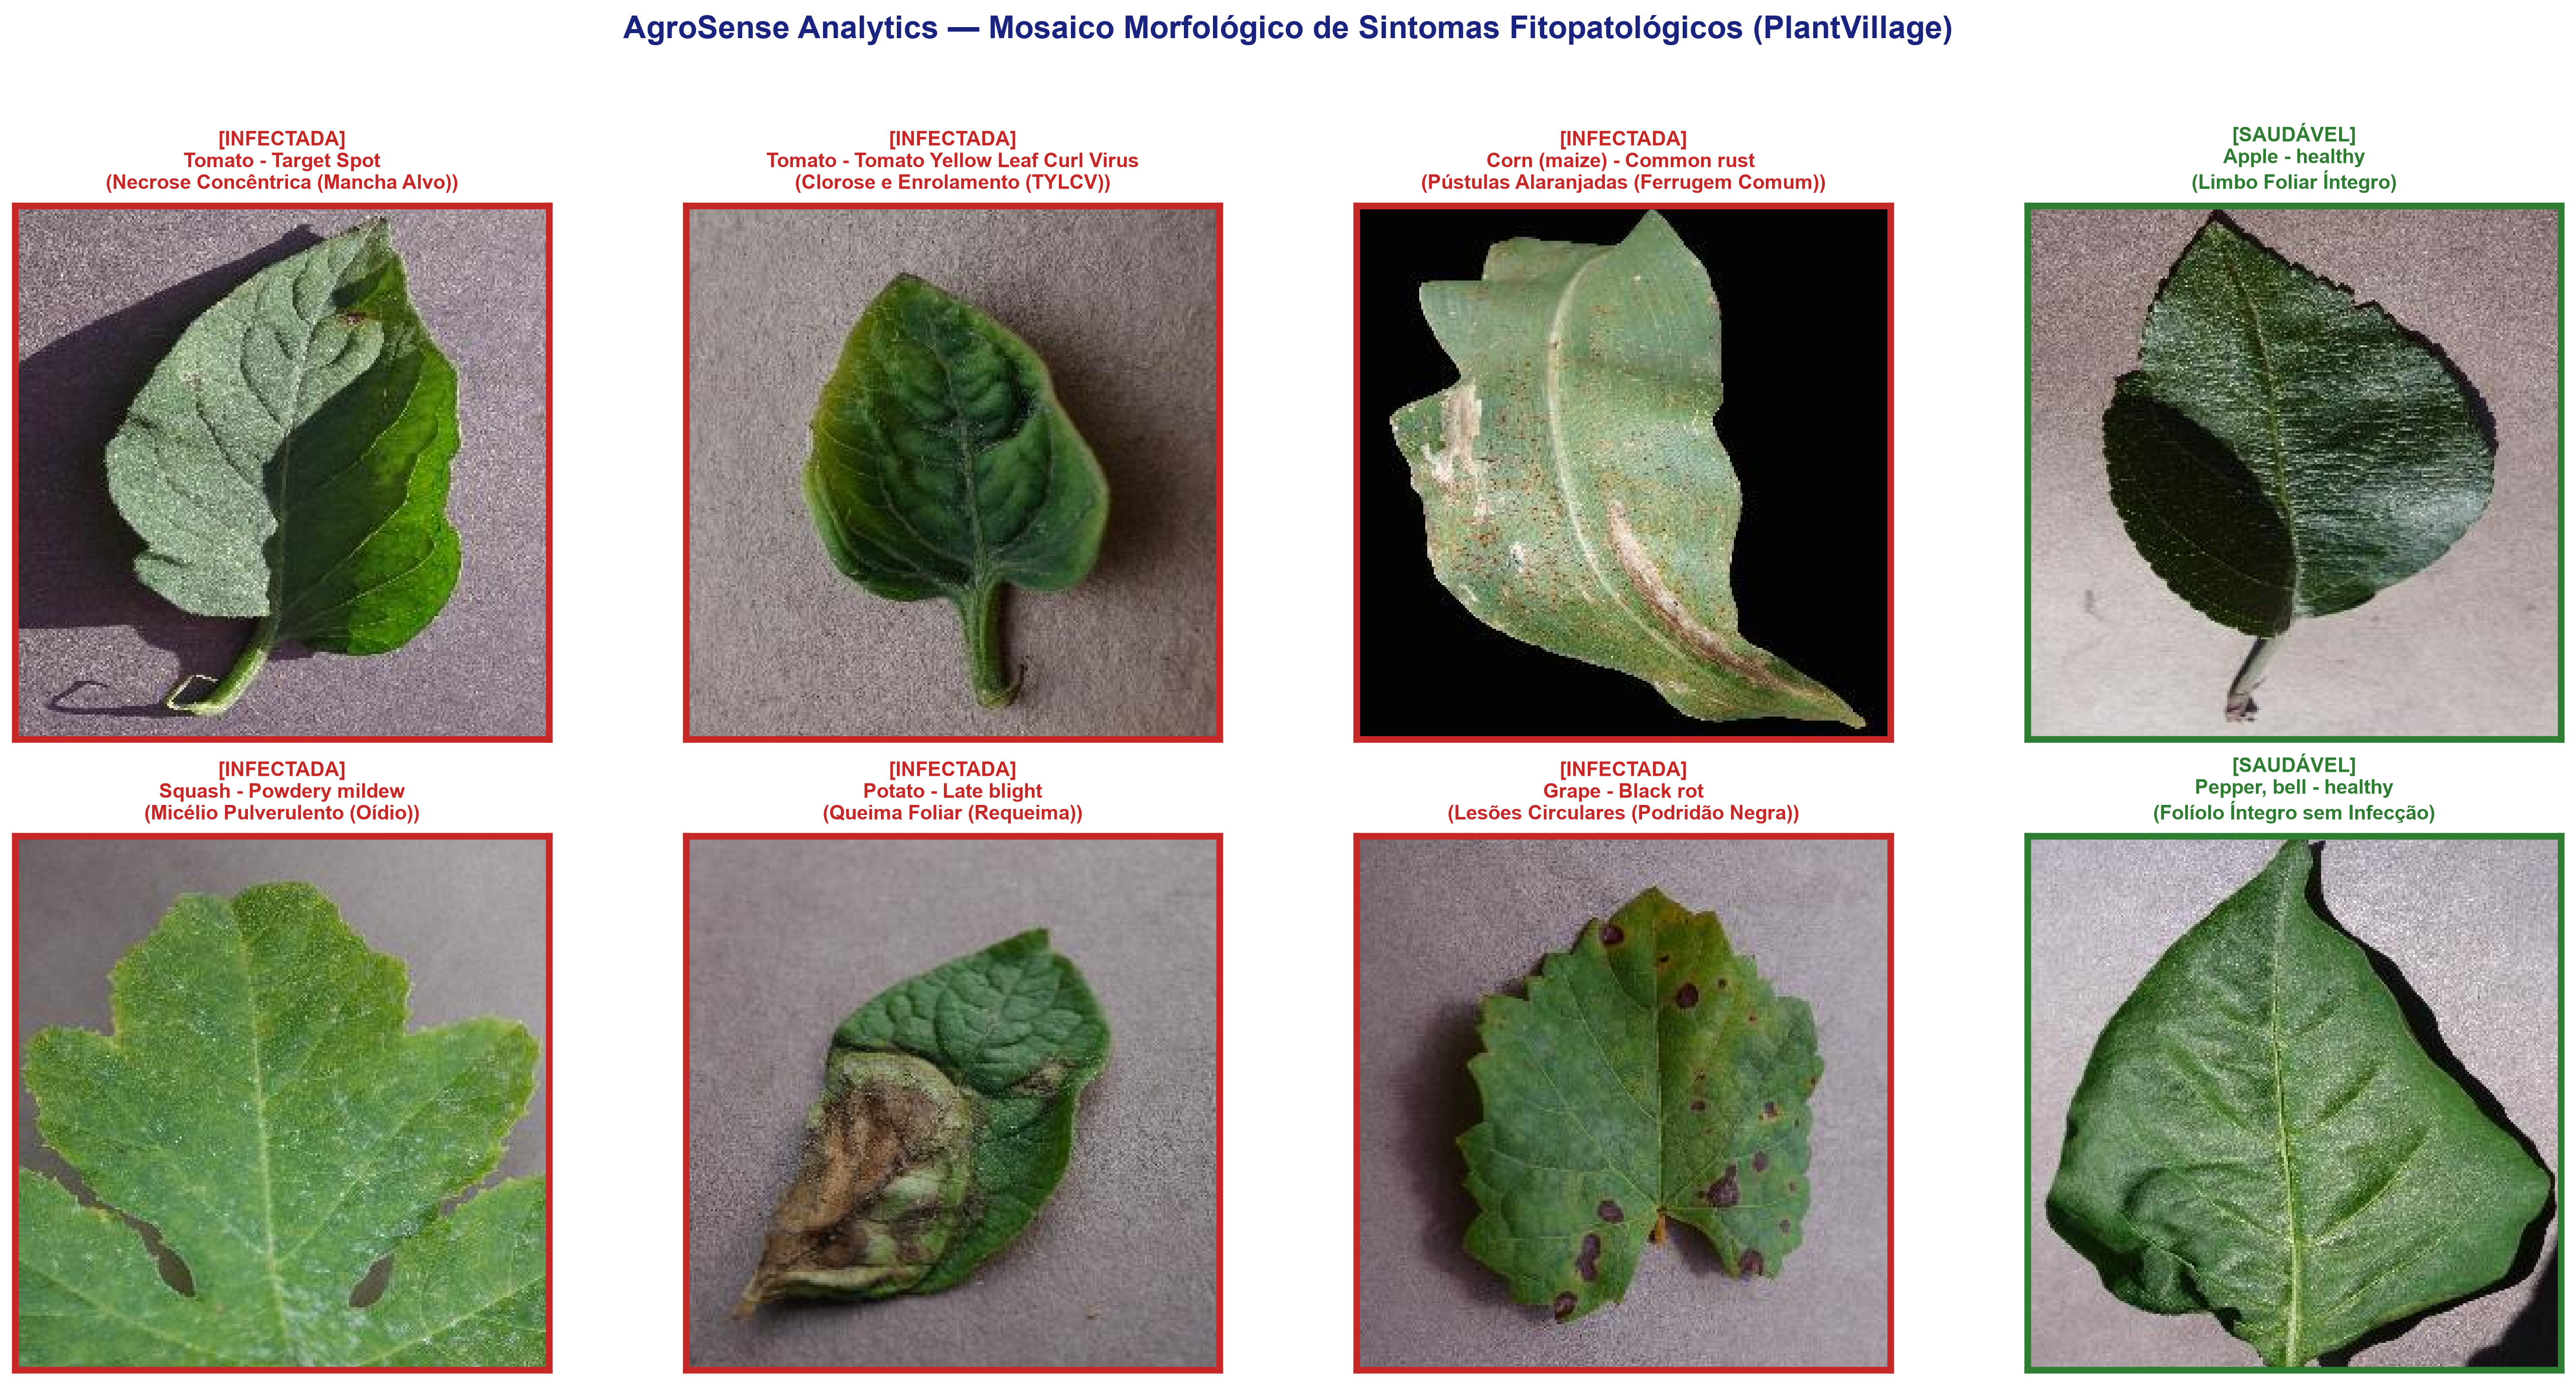 AgroSense Analytics — Mosaico Morfológico de Sintomas Fitopatológicos (PlantVillage)
[INFECTADA]
Tomato - Target Spot
(Necrose Concêntrica (Mancha Alvo))
[INFECTADA]
Tomato - Tomato Yellow Leaf Curl Virus
(Clorose e Enrolamento (TYLCV))
[INFECTADA]
Corn (maize) - Common rust
(Pústulas Alaranjadas (Ferrugem Comum))
[SAUDÁVEL]
Apple - healthy
(Limbo Foliar Íntegro)
[INFECTADA]
Squash - Powdery mildew
(Micélio Pulverulento (Oídio))
[INFECTADA]
Potato - Late blight
(Queima Foliar (Requeima))
[INFECTADA]
Grape - Black rot
(Lesões Circulares (Podridão Negra))
[SAUDÁVEL]
Pepper, bell - healthy
(Folíolo Íntegro sem Infecção)